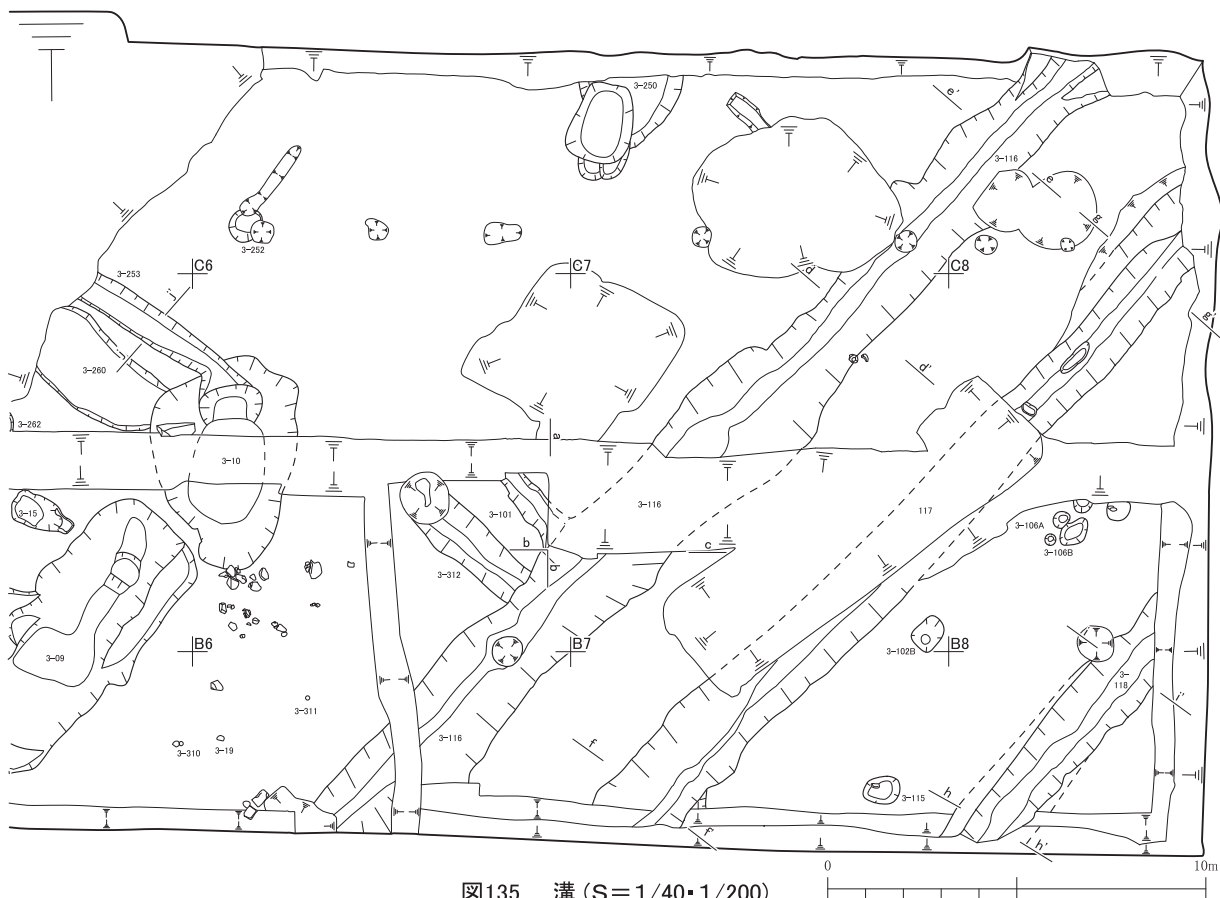 3-250
e'
3-116
e
g
3-252
C6
C7
C8
3-253
j'
d
g'
j
3-260
d'
3-262
a
3-10
3-15
3-101
3-116
117
3-106A
b
c
3-106B
3-312
b'
B6
B7
3-102B
B8
3-09
3-118
i'
3-311
3-116
f
3-310
3-19
3-115
h
f'
h'
0
10m
図135 溝(S=1/40・1/200)